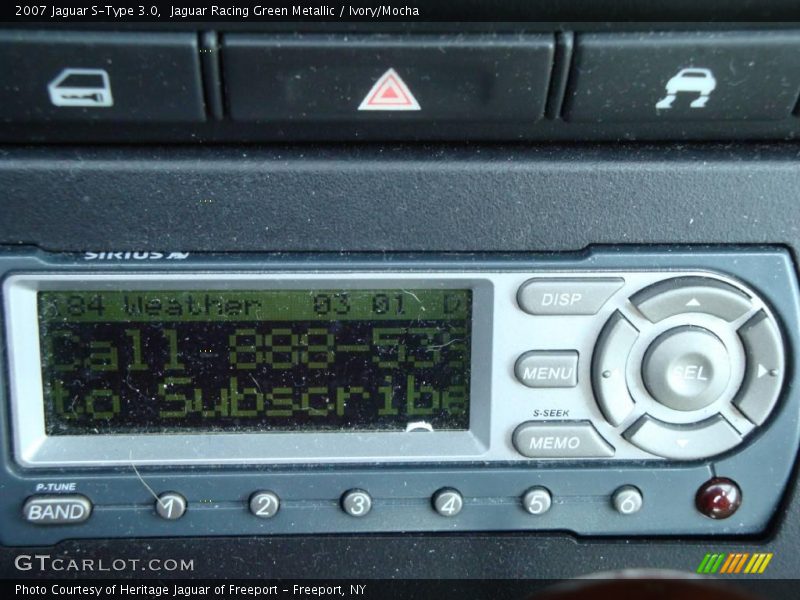 2007 Jaguar S-Type 3.0, Jaguar Racing Green Metallic / Ivory/Mocha
SIRIUS
184 Weather 03 01 D
Call 888-539
to Subscribe
DISP
MENU
SEL
S-SEEK
MEMO
P-TUNE
BAND
1 2 3 4 5 6
GTCARLOT.COM
Photo Courtesy of Heritage Jaguar of Freeport - Freeport, NY